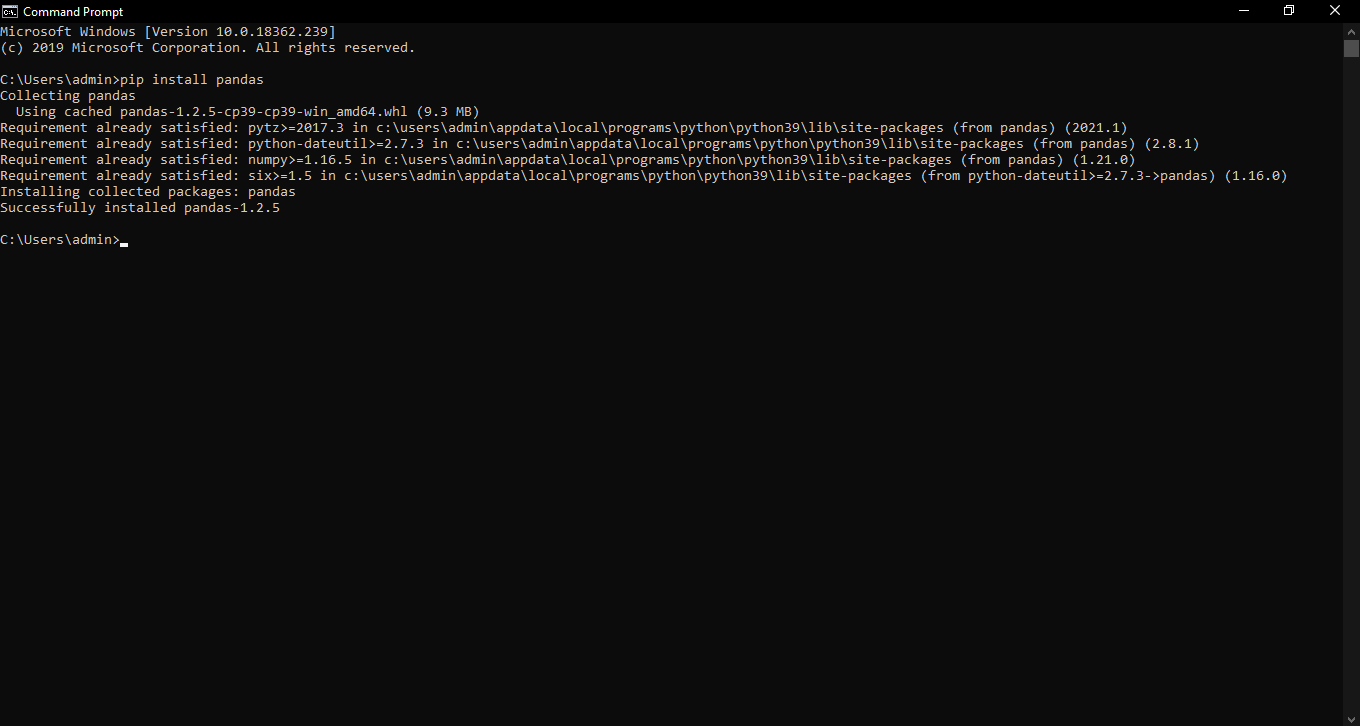 Command Prompt
Microsoft Windows [Version 10.0.18362.239]
(c) 2019 Microsoft Corporation. All rights reserved.
C:\Users\admin>pip install pandas
Collecting pandas
  Using cached pandas-1.2.5-cp39-cp39-win_amd64.whl (9.3 MB)
Requirement already satisfied: pytz>=2017.3 in c:\users\admin\appdata\local\programs\python\python39\lib\site-packages (from pandas) (2021.1)
Requirement already satisfied: python-dateutil>=2.7.3 in c:\users\admin\appdata\local\programs\python\python39\lib\site-packages (from pandas) (2.8.1)
Requirement already satisfied: numpy>=1.16.5 in c:\users\admin\appdata\local\programs\python\python39\lib\site-packages (from pandas) (1.21.0)
Requirement already satisfied: six>=1.5 in c:\users\admin\appdata\local\programs\python\python39\lib\site-packages (from python-dateutil>=2.7.3->pandas) (1.16.0)
Installing collected packages: pandas
Successfully installed pandas-1.2.5
C:\Users\admin>